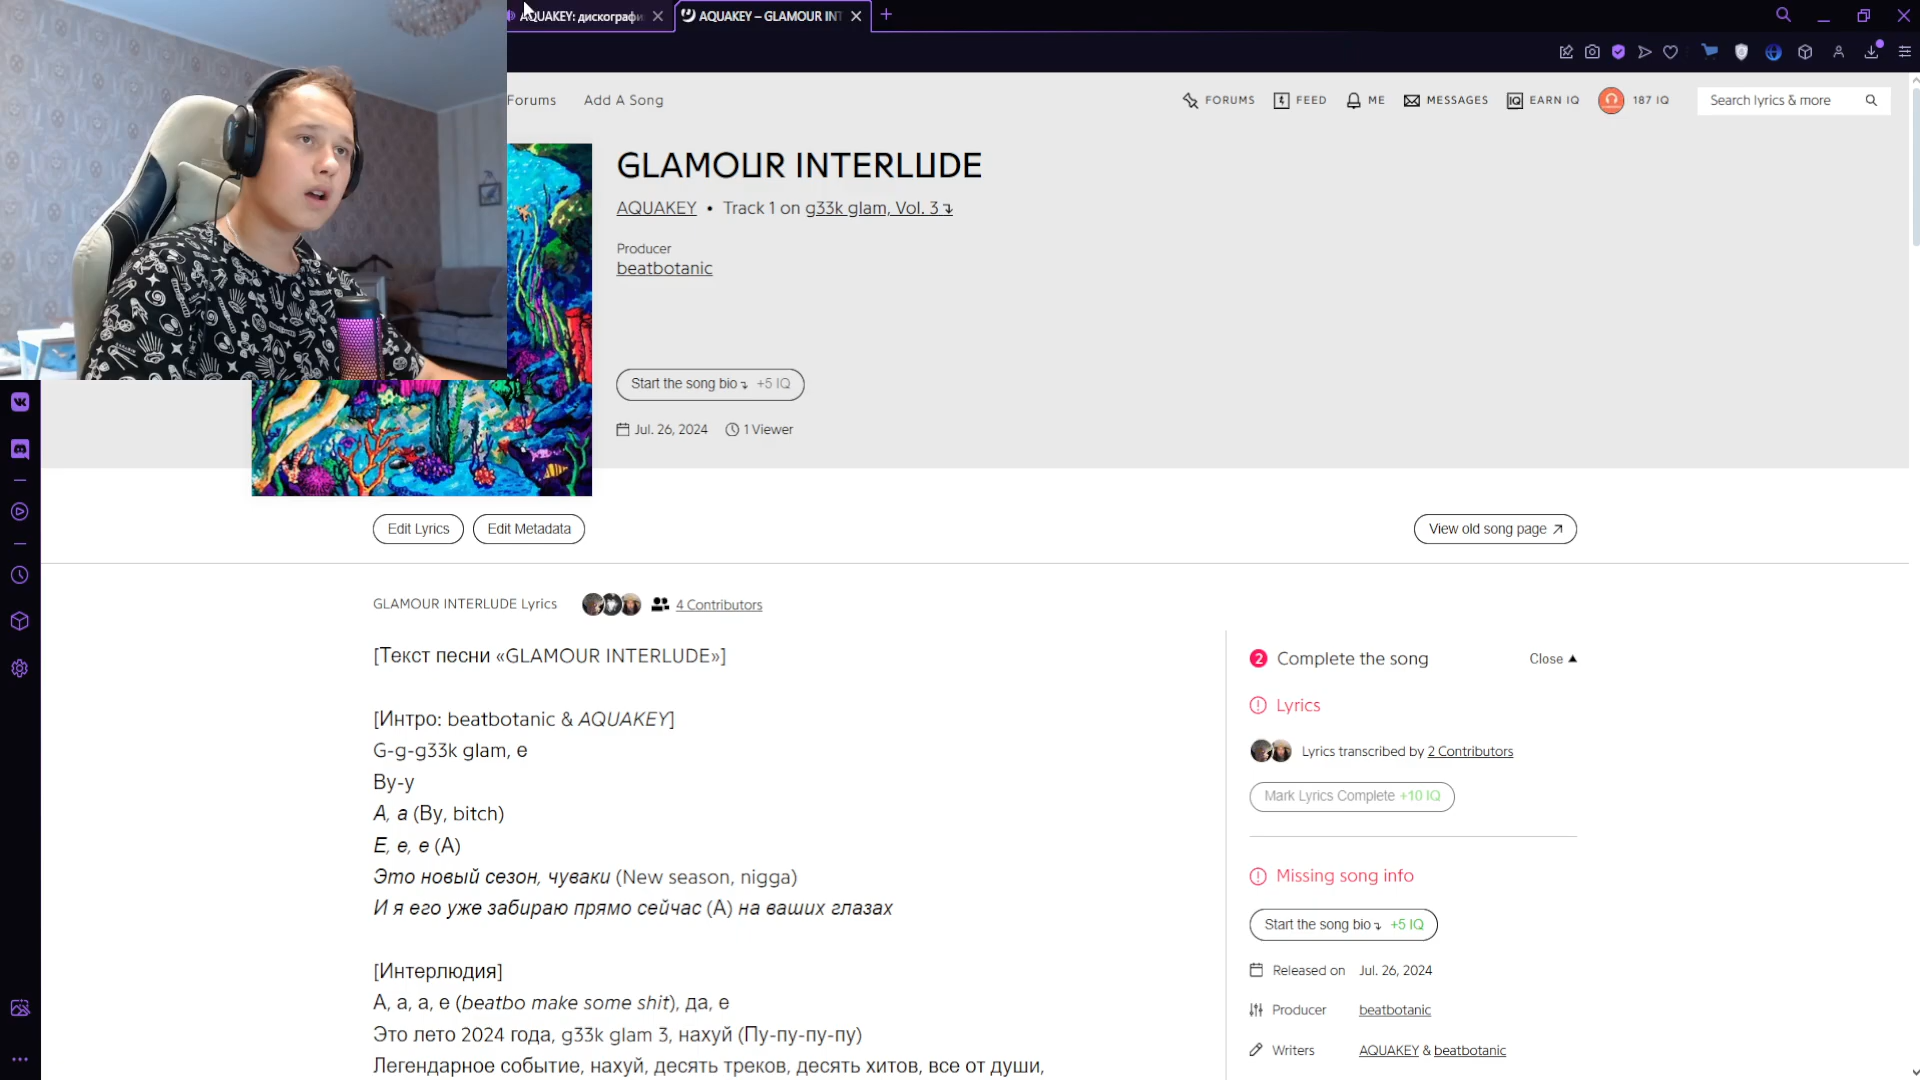 AQUAKEY: дискографи
AQUAKEY – GLAMOUR INT
Forums
Add A Song
FORUMS
FEED
ME
MESSAGES
EARN IQ
187 IQ
Search lyrics & more
GLAMOUR INTERLUDE
AQUAKEY • Track 1 on g33k glam, Vol. 3
Producer
beatbotanic
Start the song bio +5 IQ
Jul. 26, 2024
1 Viewer
Edit Lyrics
Edit Metadata
View old song page
GLAMOUR INTERLUDE Lyrics
4 Contributors
[Текст песни «GLAMOUR INTERLUDE»]
[Интро: beatbotanic & AQUAKEY]
G-g-g33k glam, е
Ву-у
А, а (Ву, bitch)
Е, е, е (А)
Это новый сезон, чуваки (New season, nigga)
И я его уже забираю прямо сейчас (А) на ваших глазах
[Интерлюдия]
А, а, а, е (beatbo make some shit), да, е
Это лето 2024 года, g33k glam 3, нахуй (Пу-пу-пу-пу)
Легендарное событие, нахуй, десять треков, десять хитов, все от души,
2 Complete the song
Close
Lyrics
Lyrics transcribed by 2 Contributors
Mark Lyrics Complete +10 IQ
Missing song info
Start the song bio +5 IQ
Released on Jul. 26, 2024
Producer beatbotanic
Writers AQUAKEY & beatbotanic